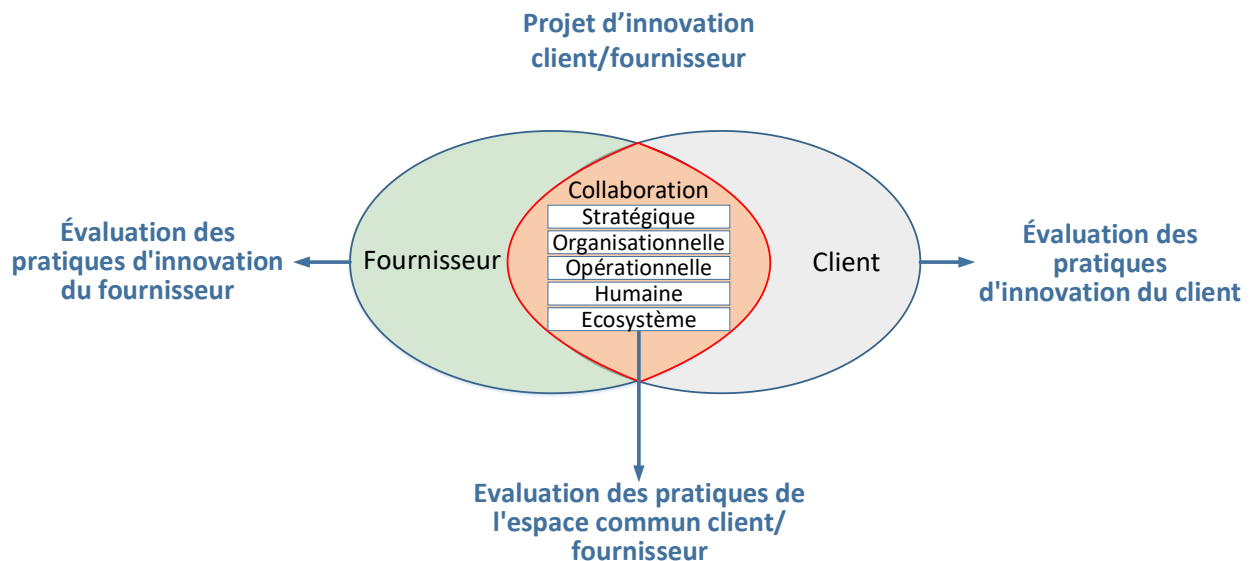 Projet d’innovation
client/fournisseur
Collaboration
Stratégique
Organisationnelle
Opérationnelle
Humaine
Ecosystème
Fournisseur
Client
Évaluation des
pratiques d'innovation
du fournisseur
Évaluation des
pratiques
d'innovation du client
Evaluation des pratiques de
l'espace commun client/
fournisseur